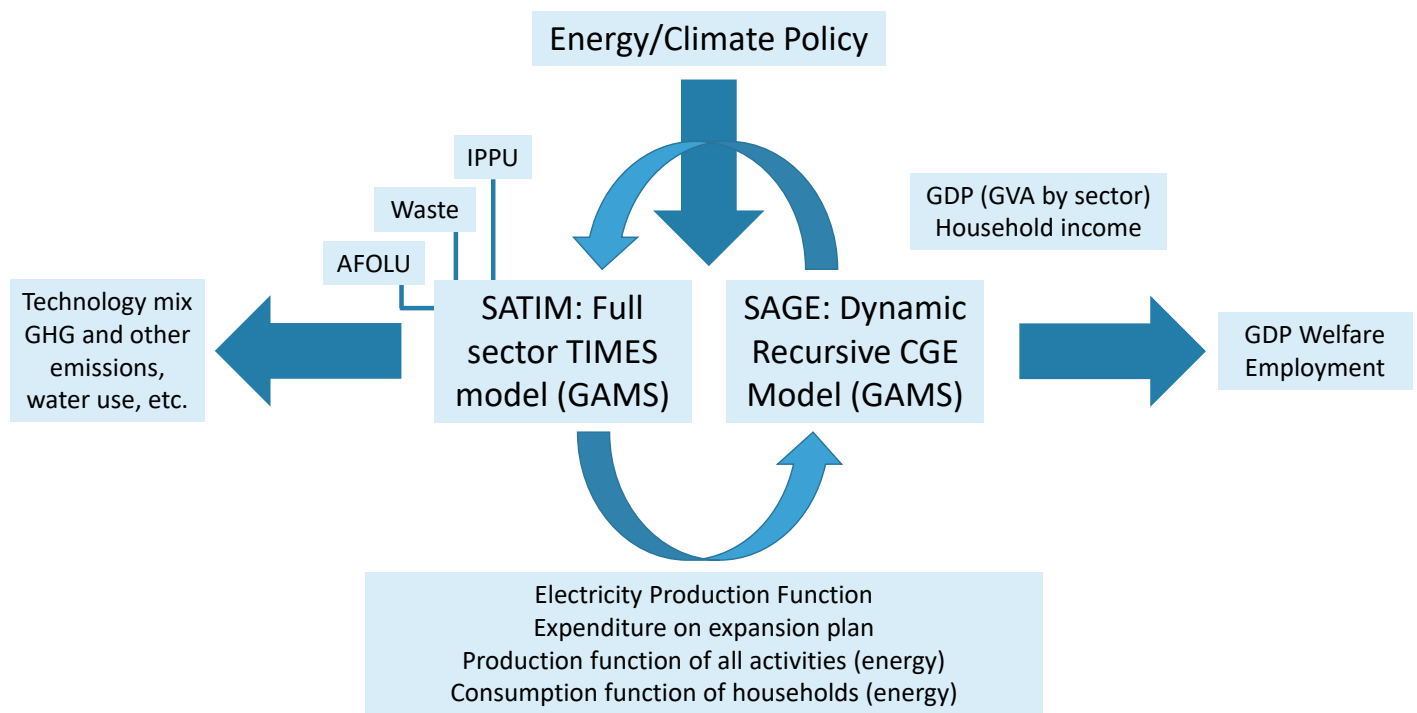 Energy/Climate Policy
IPPU
Waste
AFOLU
GDP (GVA by sector)
Household income
Technology mix
GHG and other
emissions,
water use, etc.
SATIM: Full
sector TIMES
model (GAMS)
SAGE: Dynamic
Recursive CGE
Model (GAMS)
GDP Welfare
Employment
Electricity Production Function
Expenditure on expansion plan
Production function of all activities (energy)
Consumption function of households (energy)